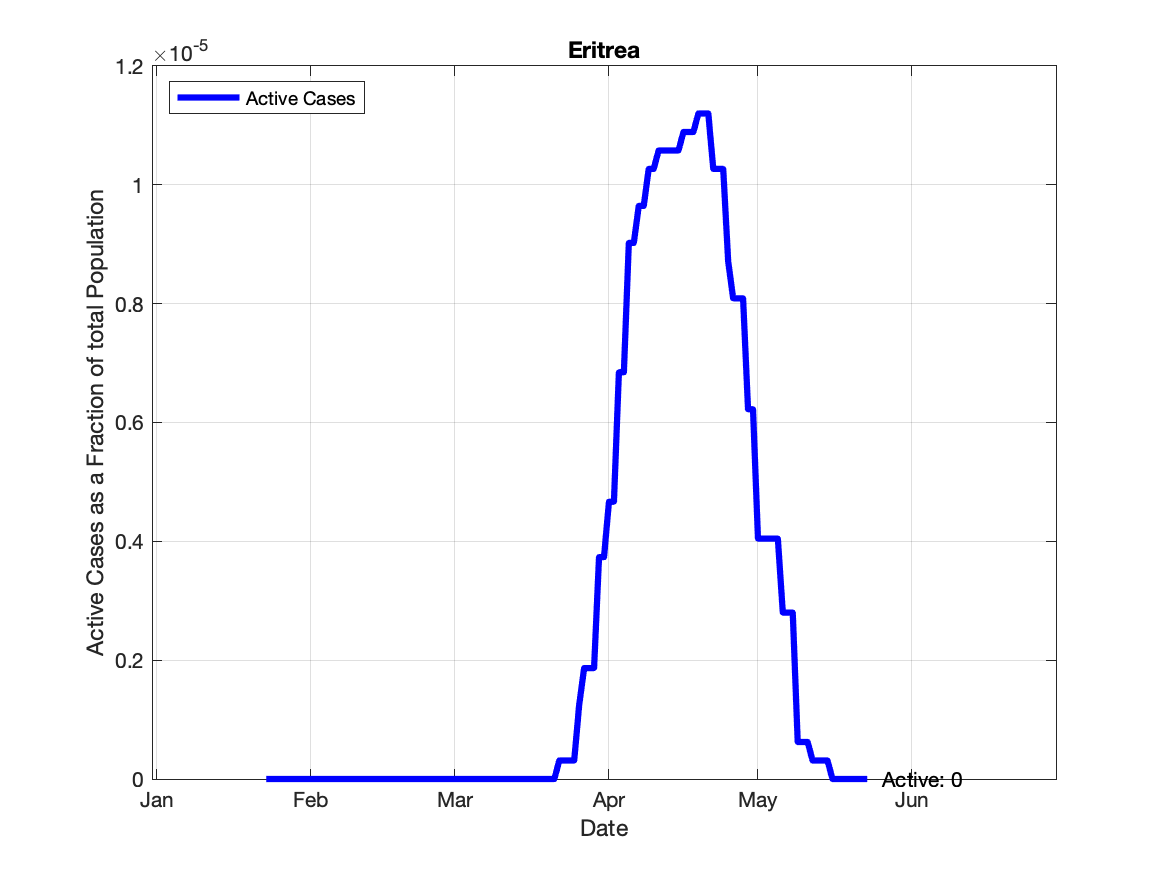 Eritrea
×10-5
1.2
1
0.8
0.6
0.4
0.2
0
Active Cases as a Fraction of total Population
Active Cases
Active: 0
Jan Feb Mar Apr May Jun
Date